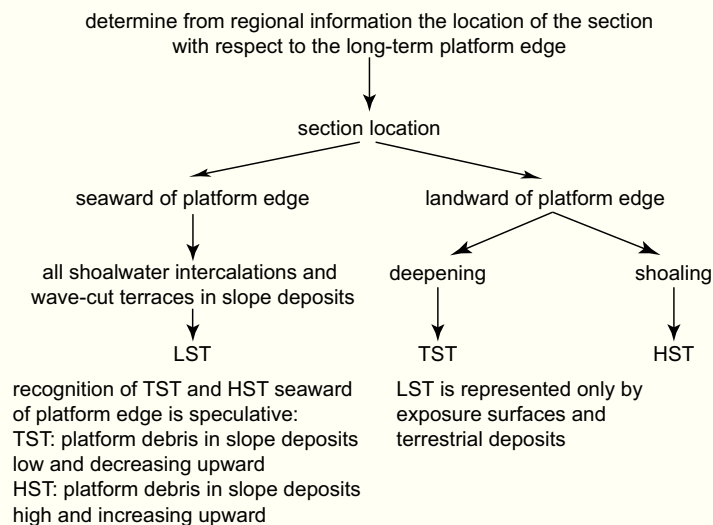 determine from regional information the location of the section
with respect to the long-term platform edge
section location
seaward of platform edge
landward of platform edge
all shoalwater intercalations and
wave-cut terraces in slope deposits
deepening
shoaling
LST
TST
HST
recognition of TST and HST seaward
of platform edge is speculative:
TST: platform debris in slope deposits
low and decreasing upward
HST: platform debris in slope deposits
high and increasing upward
LST is represented only by
exposure surfaces and
terrestrial deposits